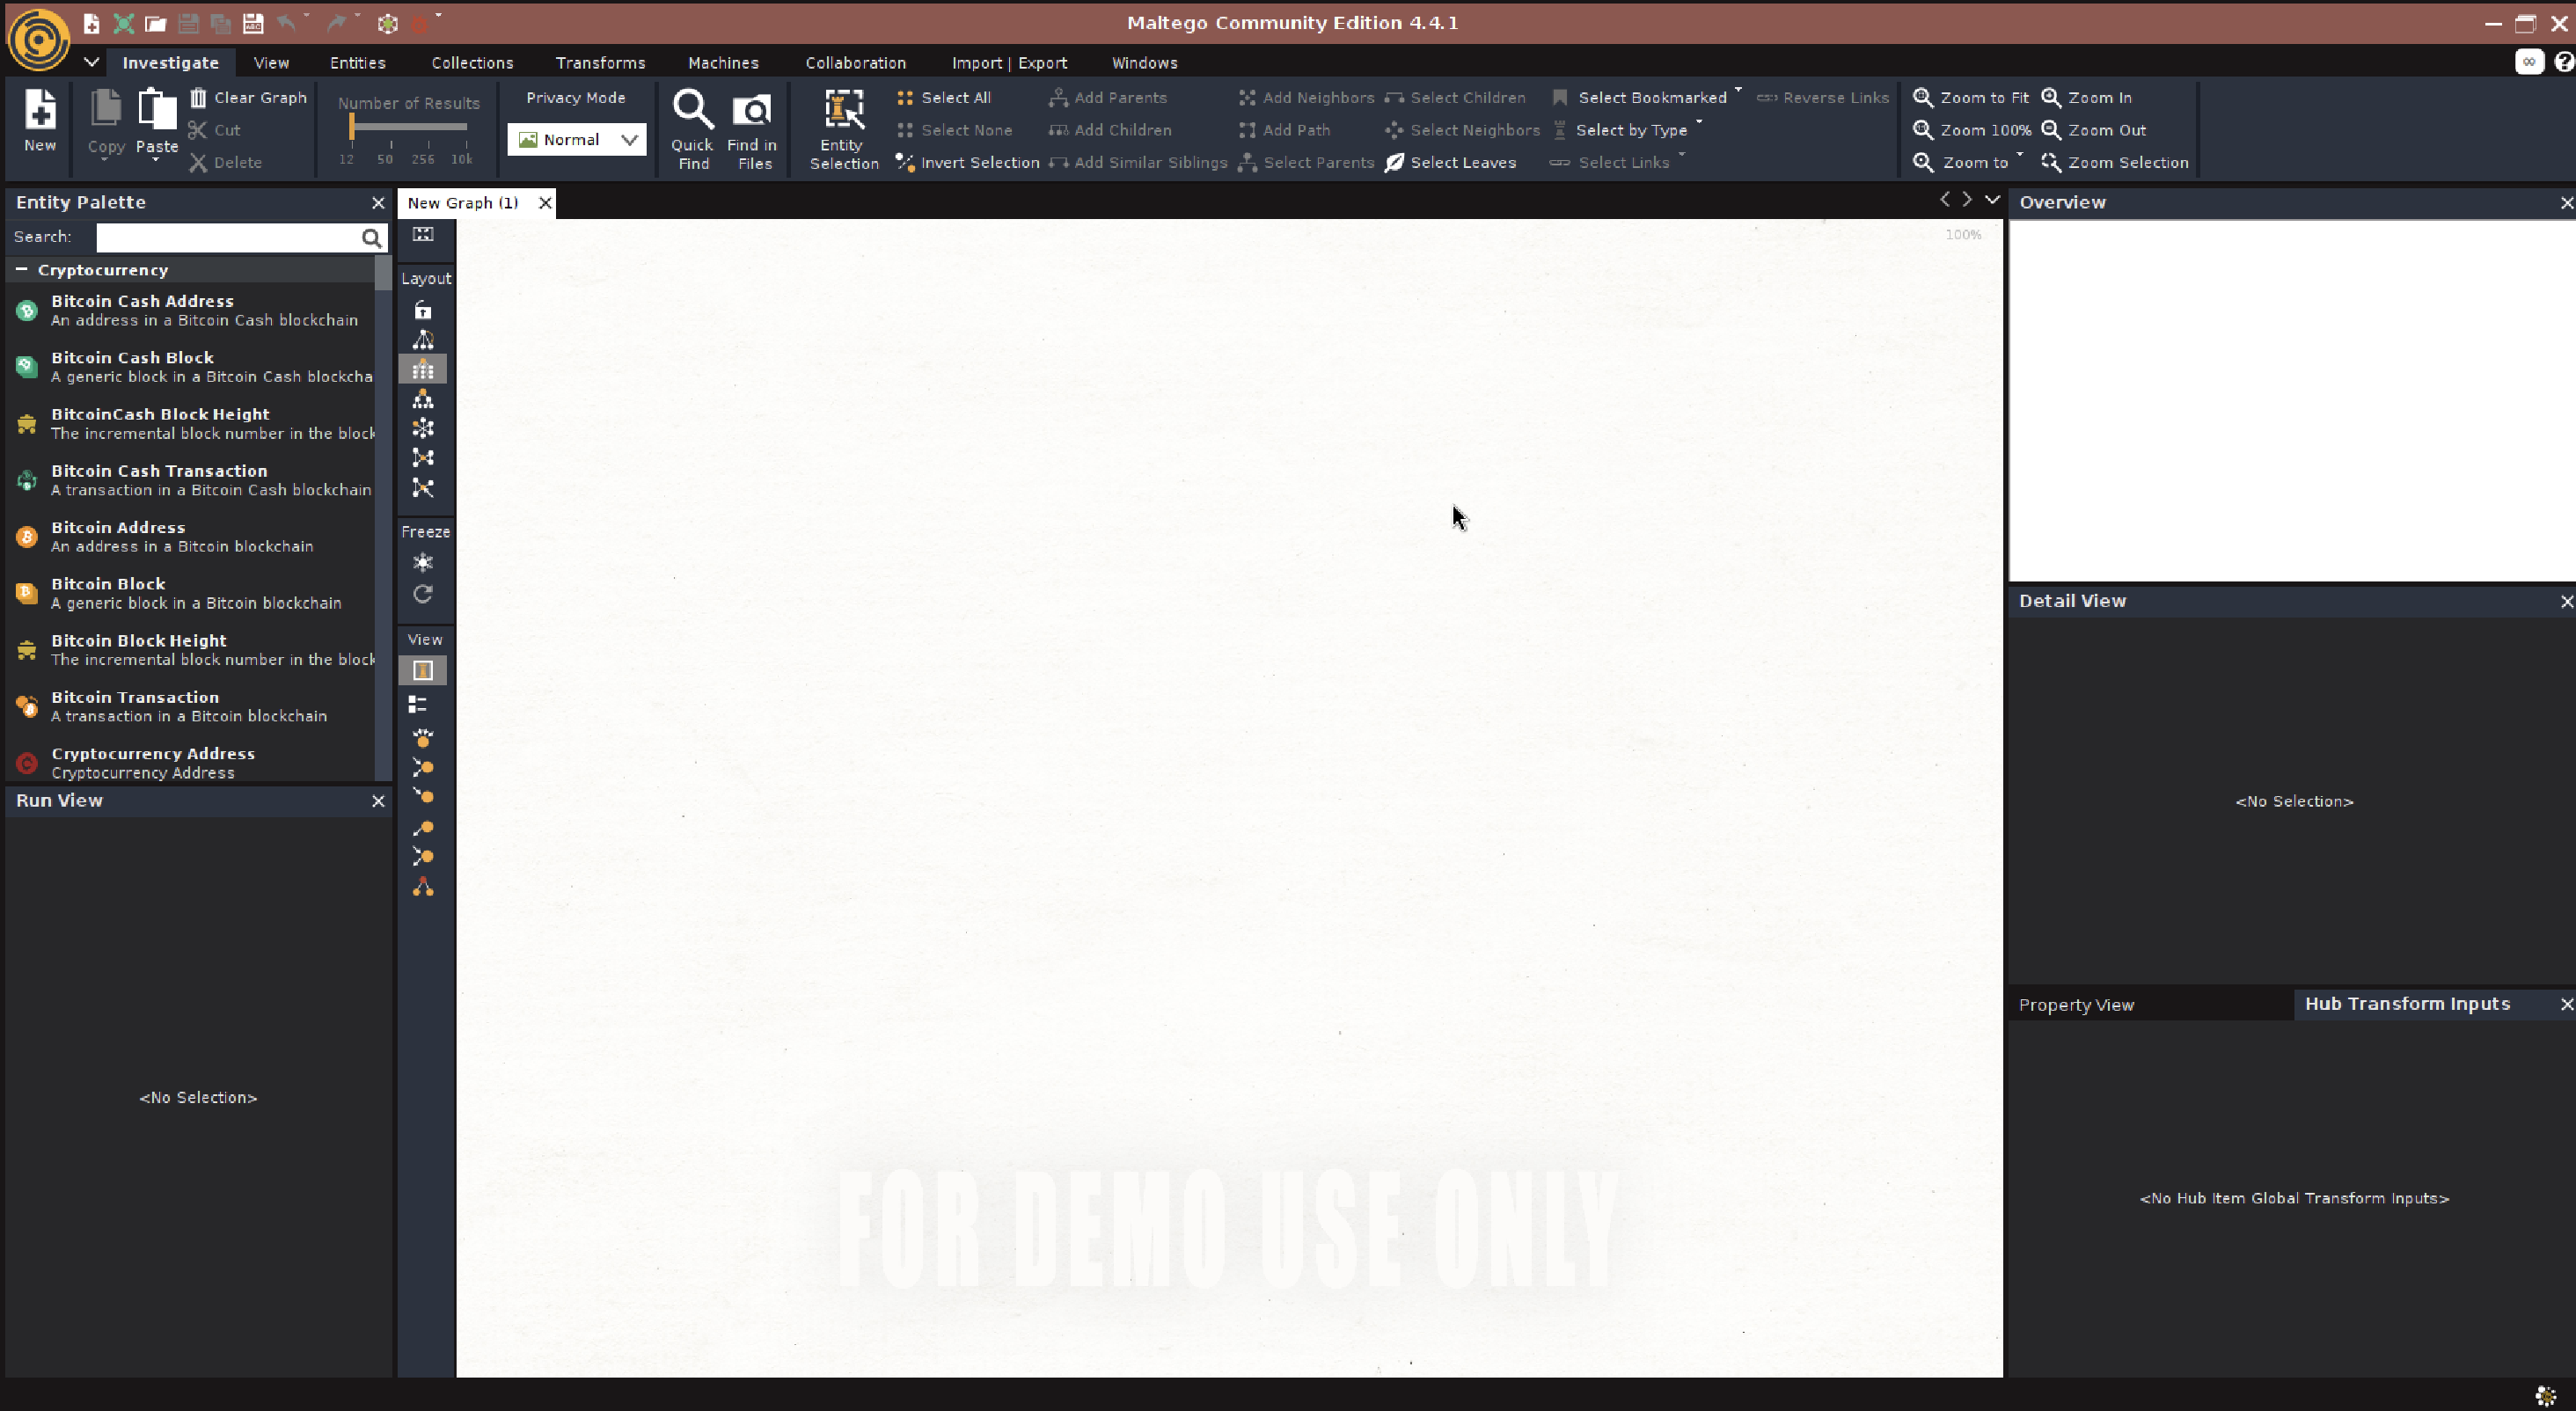 Maltego Community Edition 4.4.1
Investigate View Entities Collections Transforms Machines Collaboration Import | Export Windows
New
Copy
Paste
Clear Graph
Cut
Delete
Number of Results
12 50 256 10k
Privacy Mode
Normal
Quick
Find
Find in
Files
Entity
Selection
Select All
Select None
Invert Selection
Add Parents
Add Children
Add Similar Siblings
Add Neighbors
Add Path
Select Parents
Select Children
Select Neighbors
Select Leaves
Select Bookmarked
Select by Type
Select Links
Reverse Links
Zoom to Fit
Zoom 100%
Zoom to
Zoom In
Zoom Out
Zoom Selection
Entity Palette
Search:
Cryptocurrency
Bitcoin Cash Address
An address in a Bitcoin Cash blockchain
Bitcoin Cash Block
A generic block in a Bitcoin Cash blockcha
BitcoinCash Block Height
The incremental block number in the block
Bitcoin Cash Transaction
A transaction in a Bitcoin Cash blockchain
Bitcoin Address
An address in a Bitcoin blockchain
Bitcoin Block
A generic block in a Bitcoin blockchain
Bitcoin Block Height
The incremental block number in the block
Bitcoin Transaction
A transaction in a Bitcoin blockchain
Cryptocurrency Address
Cryptocurrency Address
Run View
<No Selection>
New Graph (1)
Layout
Freeze
View
100%
FOR DEMO USE ONLY
Overview
Detail View
<No Selection>
Property View
Hub Transform Inputs
<No Hub Item Global Transform Inputs>